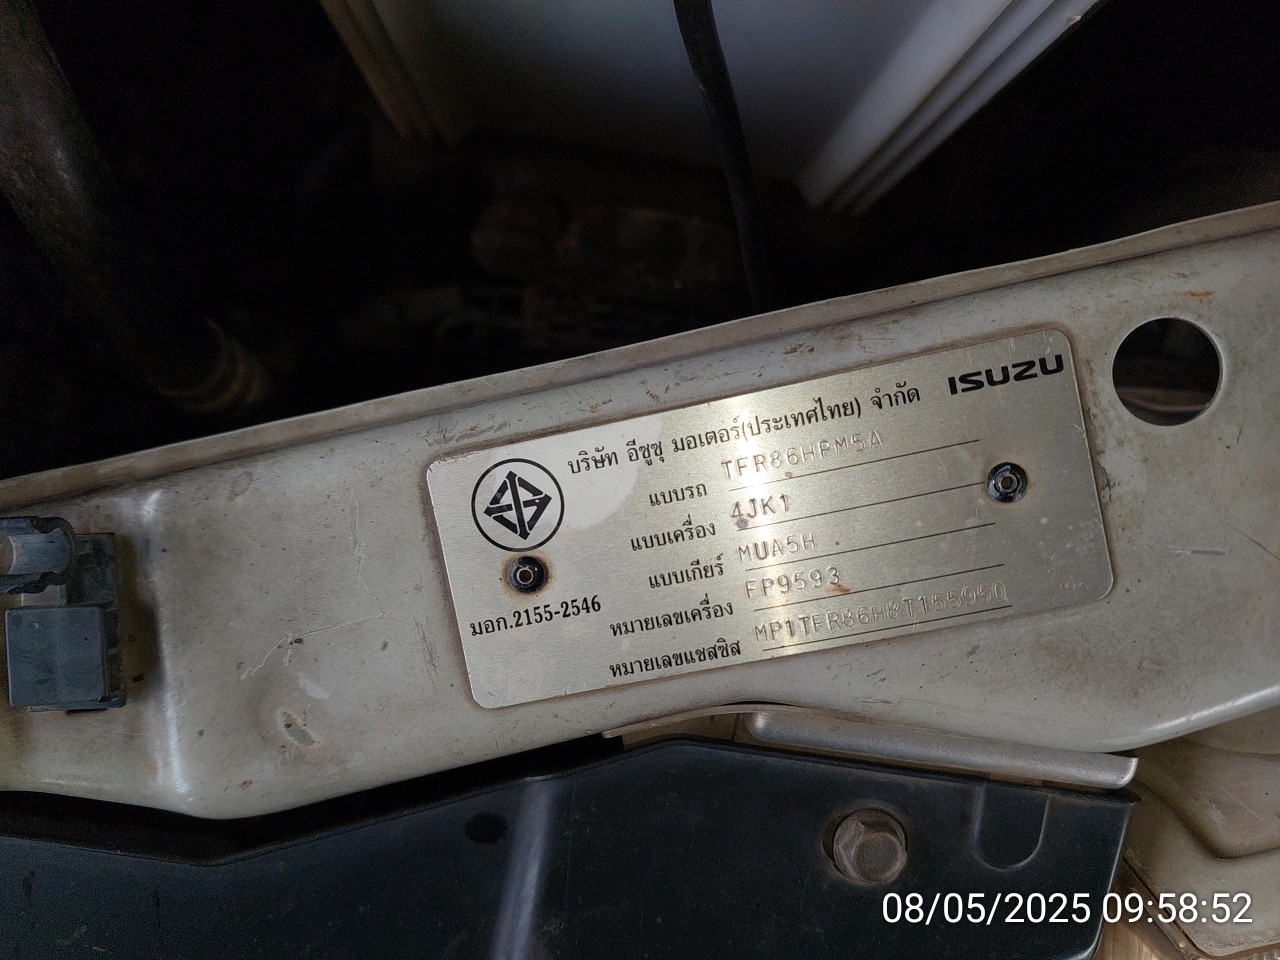 ISUZU
บริษัท อีซูซุ มอเตอร์(ประเทศไทย) จำกัด
แบบรถ TFR86HPM5A
แบบเครื่อง 4JK1
แบบเกียร์ MUA5H
หมายเลขเครื่อง FP9593
หมายเลขแชสซิส MP1TFR86H8T155950
มอก.2155-2546
08/05/2025 09:58:52